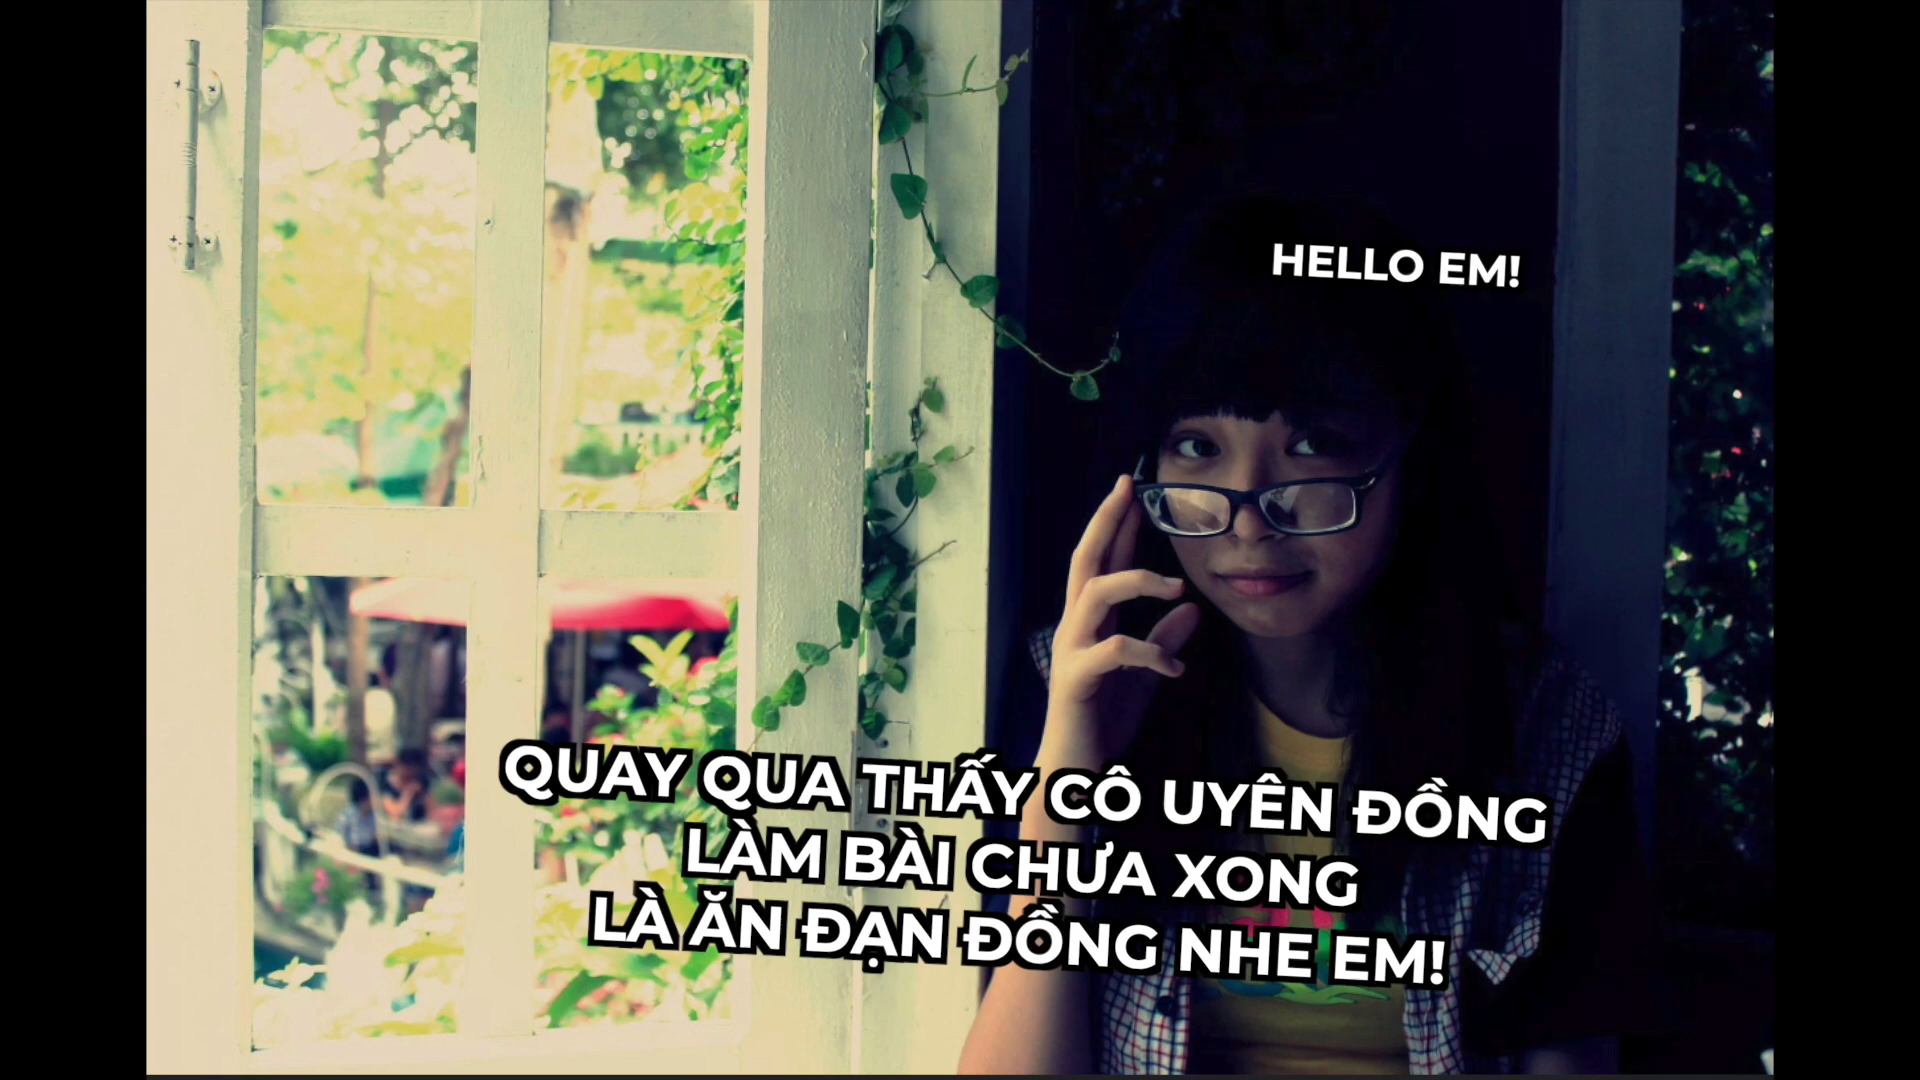 HELLO EM!
QUAY QUA THẤY CÔ UYÊN ĐỒNG
LÀM BÀI CHƯA XONG
LÀ ĂN ĐẠN ĐỒNG NHE EM!